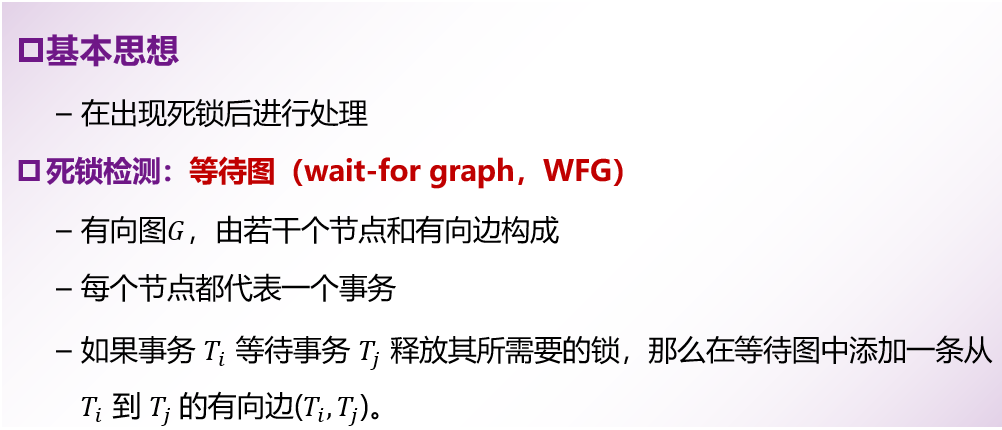 基本思想
– 在出现死锁后进行处理
死锁检测：等待图（wait-for graph，WFG）
– 有向图G，由若干个节点和有向边构成
– 每个节点都代表一个事务
– 如果事务 Tᵢ 等待事务 Tⱼ 释放其所需要的锁，那么在等待图中添加一条从
Tᵢ 到 Tⱼ 的有向边(Tᵢ, Tⱼ)。